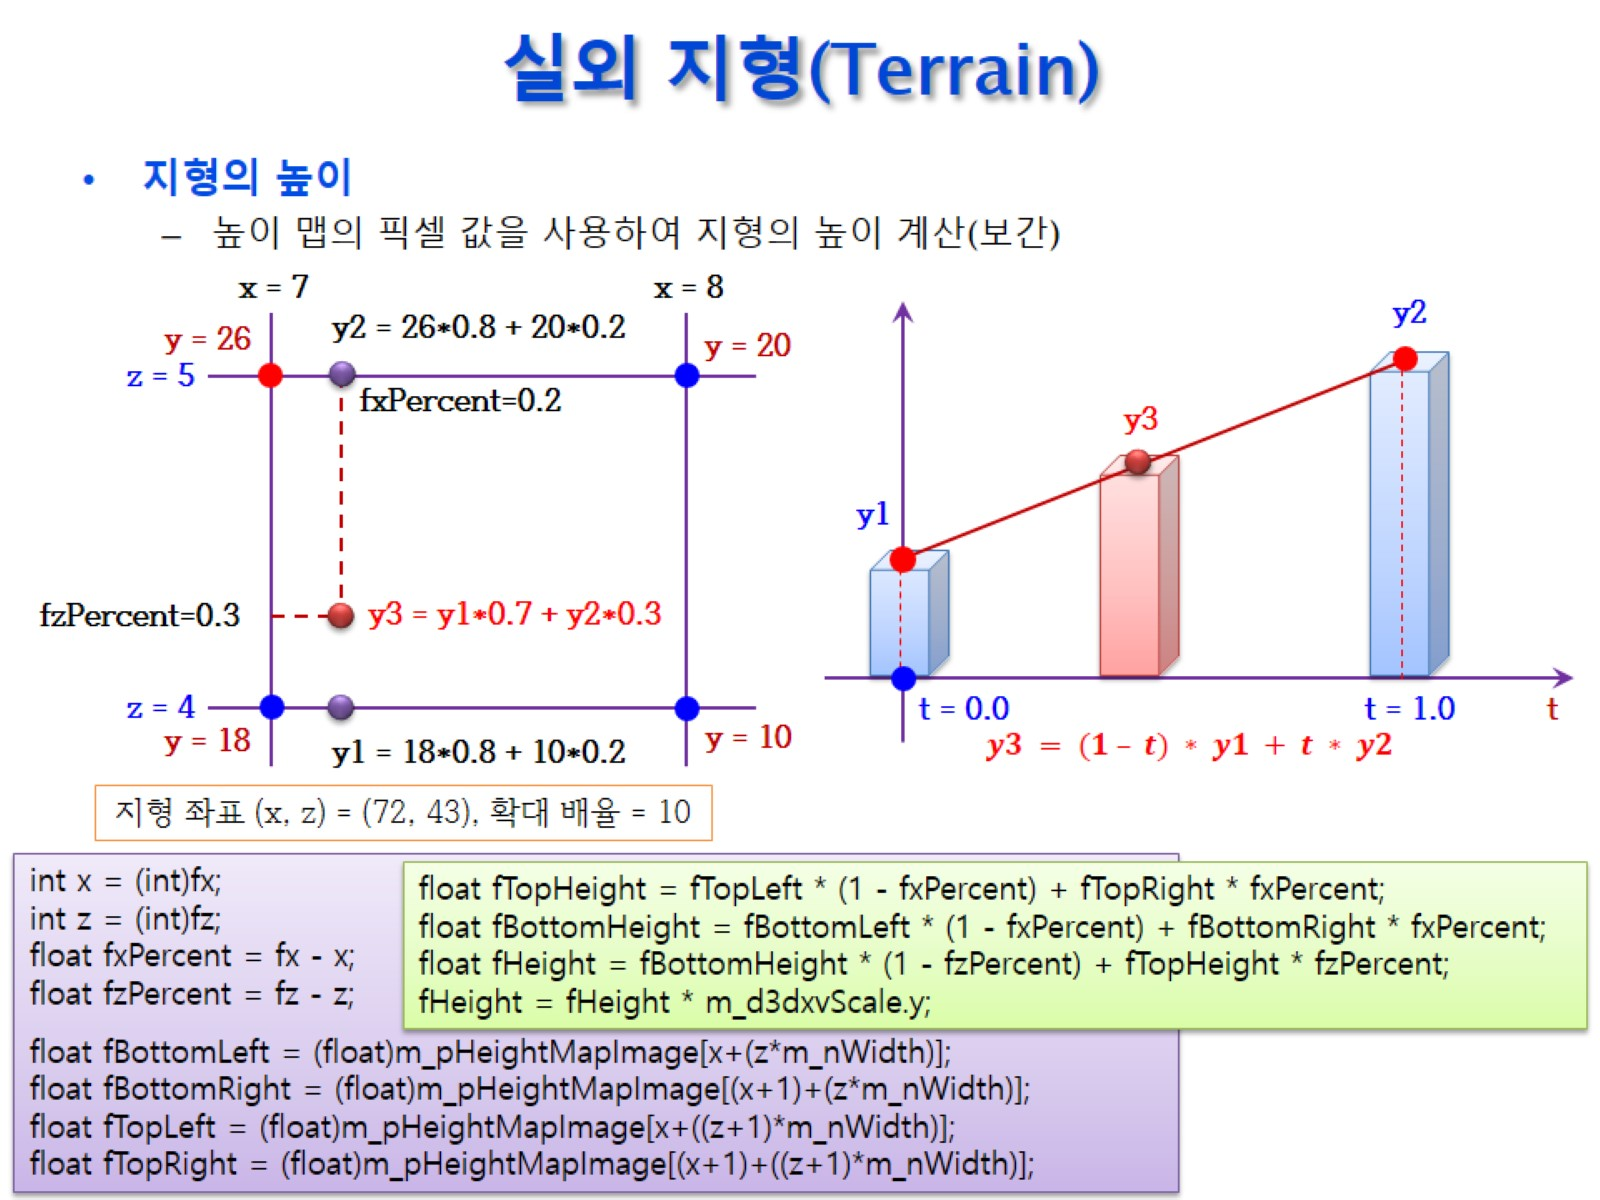 실외 지형(Terrain)
• 지형의 높이
– 높이 맵의 픽셀 값을 사용하여 지형의 높이 계산(보간)
x = 7
x = 8
y = 26
y2 = 26*0.8 + 20*0.2
y = 20
z = 5
fxPercent=0.2
fzPercent=0.3
y3 = y1*0.7 + y2*0.3
z = 4
y = 18
y1 = 18*0.8 + 10*0.2
y = 10
y2
y3
y1
t = 0.0
t = 1.0
t
y3 = (1 – t) * y1 + t * y2
지형 좌표 (x, z) = (72, 43), 확대 배율 = 10
int x = (int)fx;
int z = (int)fz;
float fxPercent = fx - x;
float fzPercent = fz - z;
float fTopHeight = fTopLeft * (1 - fxPercent) + fTopRight * fxPercent;
float fBottomHeight = fBottomLeft * (1 - fxPercent) + fBottomRight * fxPercent;
float fHeight = fBottomHeight * (1 - fzPercent) + fTopHeight * fzPercent;
fHeight = fHeight * m_d3dxvScale.y;
float fBottomLeft = (float)m_pHeightMapImage[x+(z*m_nWidth)];
float fBottomRight = (float)m_pHeightMapImage[(x+1)+(z*m_nWidth)];
float fTopLeft = (float)m_pHeightMapImage[x+((z+1)*m_nWidth)];
float fTopRight = (float)m_pHeightMapImage[(x+1)+((z+1)*m_nWidth)];